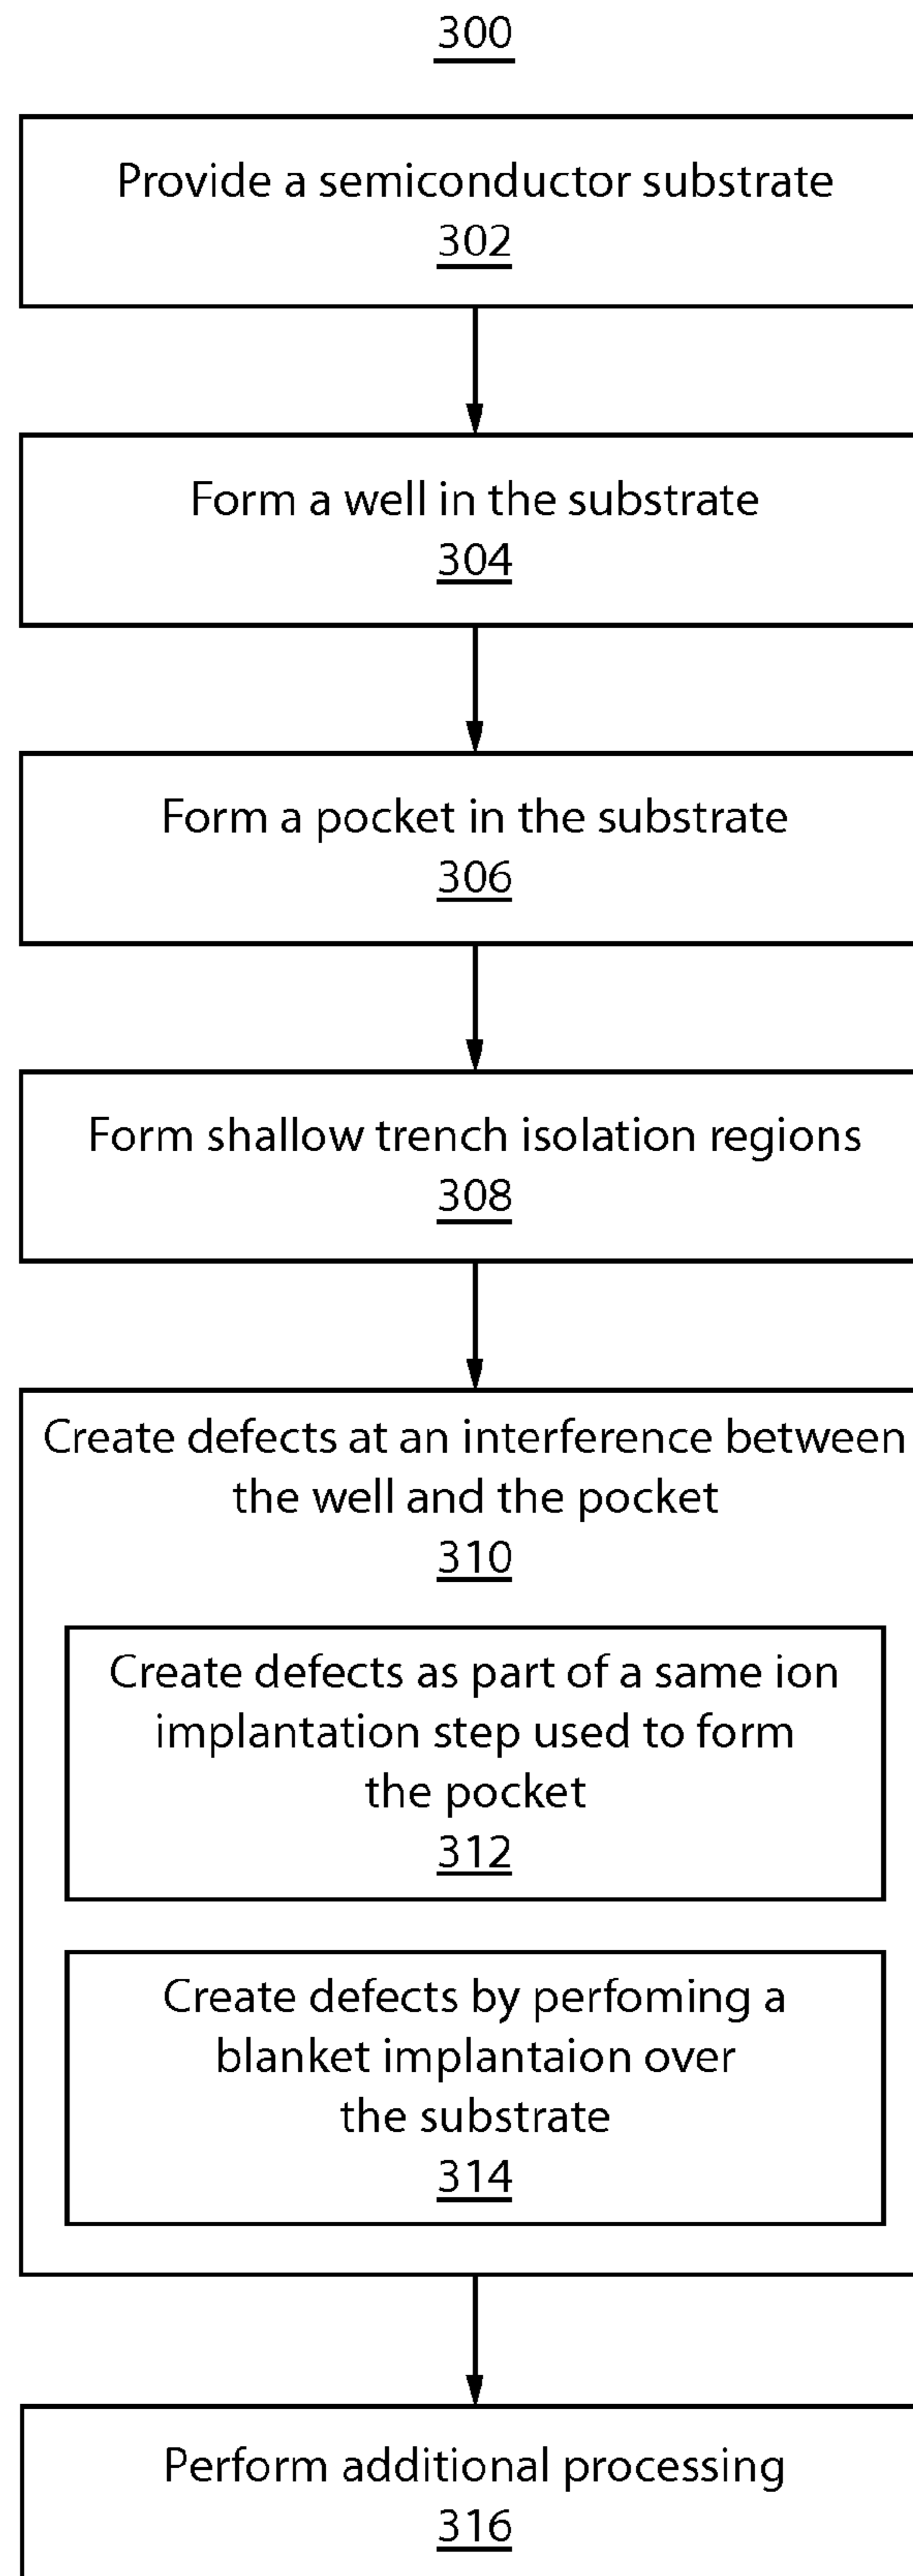 300
Provide a semiconductor substrate
302
Form a well in the substrate
304
Form a pocket in the substrate
306
Form shallow trench isolation regions
308
Create defects at an interference between
the well and the pocket
310
Create defects as part of a same ion
implantation step used to form
the pocket
312
Create defects by perfoming a
blanket implantaion over
the substrate
314
Perform additional processing
316